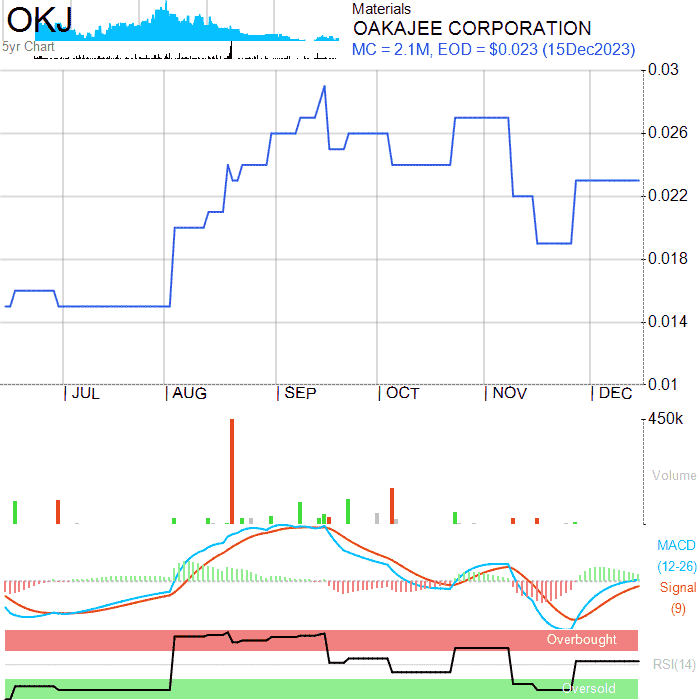 OKJ
5yr Chart
Materials
OAKAJEE CORPORATION
MC = 2.1M, EOD = $0.023 (15Dec2023)
0.03
0.026
0.022
0.018
0.014
0.01
JUL AUG SEP OCT NOV DEC
450k
Volume
MACD
(12-26)
Signal
(9)
Overbought
RSI(14)
Oversold